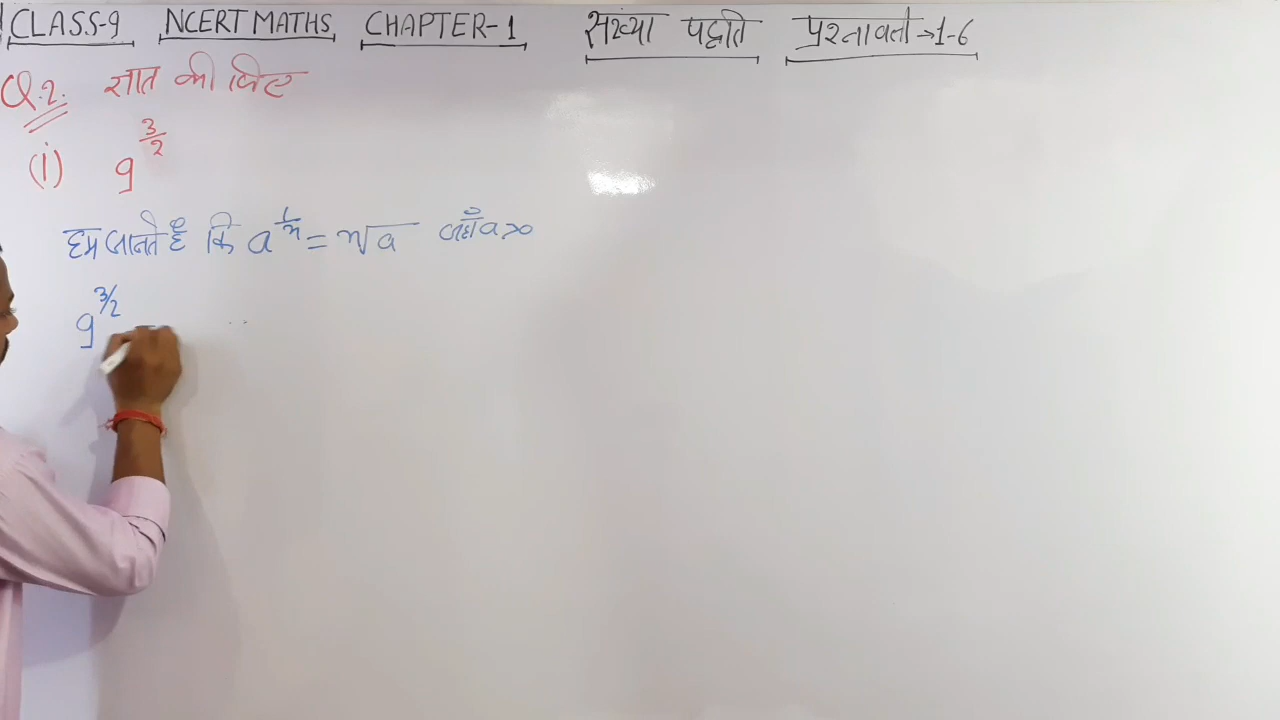 CLASS-9 NCERT MATHS CHAPTER-1 संख्या पद्धति प्रश्नावली→1-6
Q.2. ज्ञात कीजिए
(i) 9^{3/2}
हम जानते हैं कि a^{1/n} = n√a जहाँ a>0
9^{3/2}